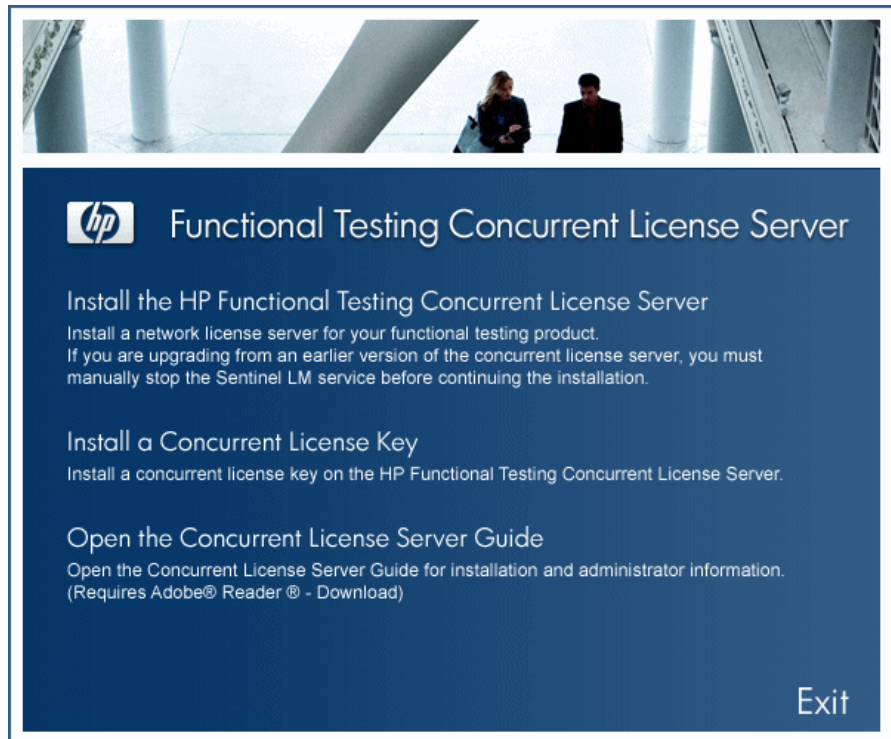 hp
Functional Testing Concurrent License Server
Install the HP Functional Testing Concurrent License Server
Install a network license server for your functional testing product.
If you are upgrading from an earlier version of the concurrent license server, you must
manually stop the Sentinel LM service before continuing the installation.
Install a Concurrent License Key
Install a concurrent license key on the HP Functional Testing Concurrent License Server.
Open the Concurrent License Server Guide
Open the Concurrent License Server Guide for installation and administrator information.
(Requires Adobe® Reader ® - Download)
Exit